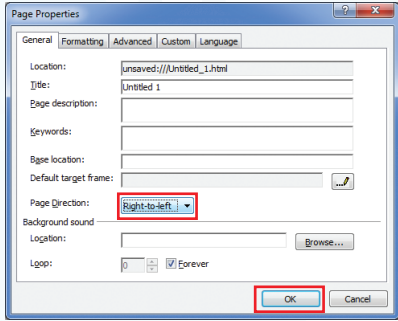 Page Properties
General Formatting Advanced Custom Language
Location: unsaved:///Untitled_1.html
Title: Untitled 1
Page description:
Keywords:
Base location:
Default target frame:
Page Direction: Right-to-left
Background sound
Location: Browse...
Loop: 0 Forever
OK Cancel